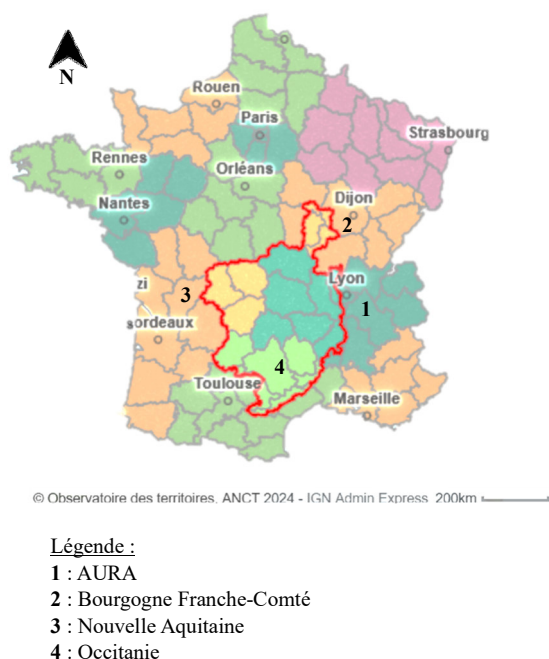 N
Rouen
Paris
Strasbourg
Rennes
Orléans
Nantes
Dijon
2
zi
3
Lyon
1
sordeaux
4
Toulouse
Marseille
© Observatoire des territoires, ANCT 2024 - IGN Admin Express 200km
Légende :
1 : AURA
2 : Bourgogne Franche-Comté
3 : Nouvelle Aquitaine
4 : Occitanie